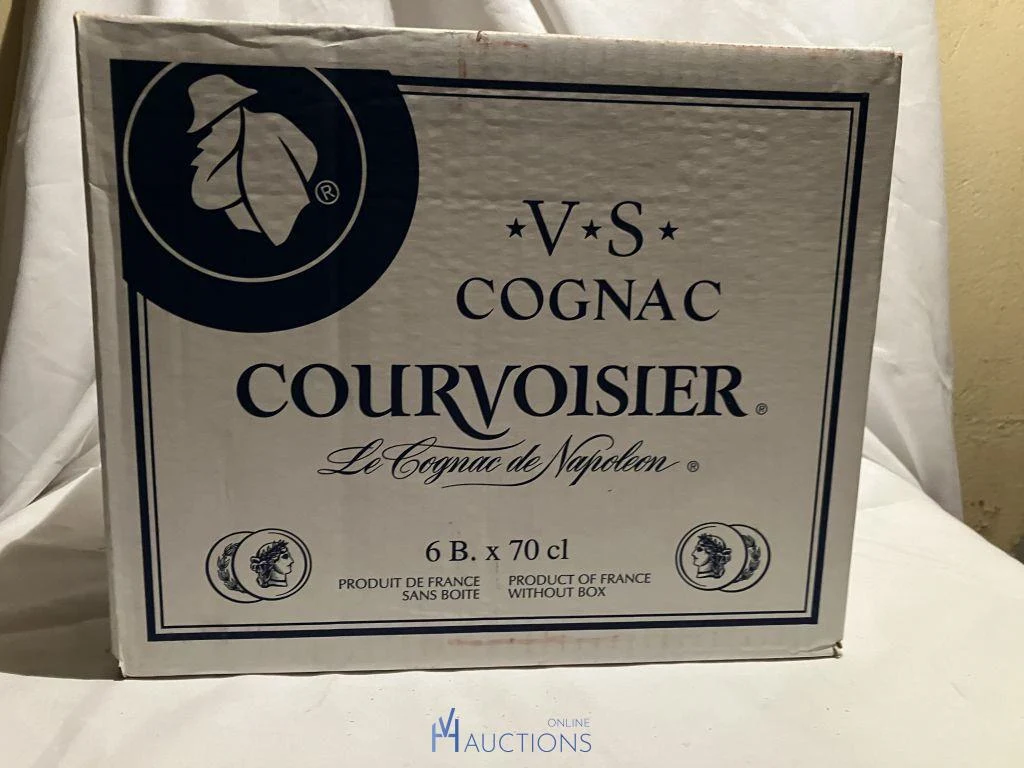 ®
★V★S★
COGNAC
COURVOISIER®
Le Cognac de Napoleon ®
6 B. x 70 cl
PRODUIT DE FRANCE
SANS BOITE
PRODUCT OF FRANCE
WITHOUT BOX
VH ONLINE
AUCTIONS